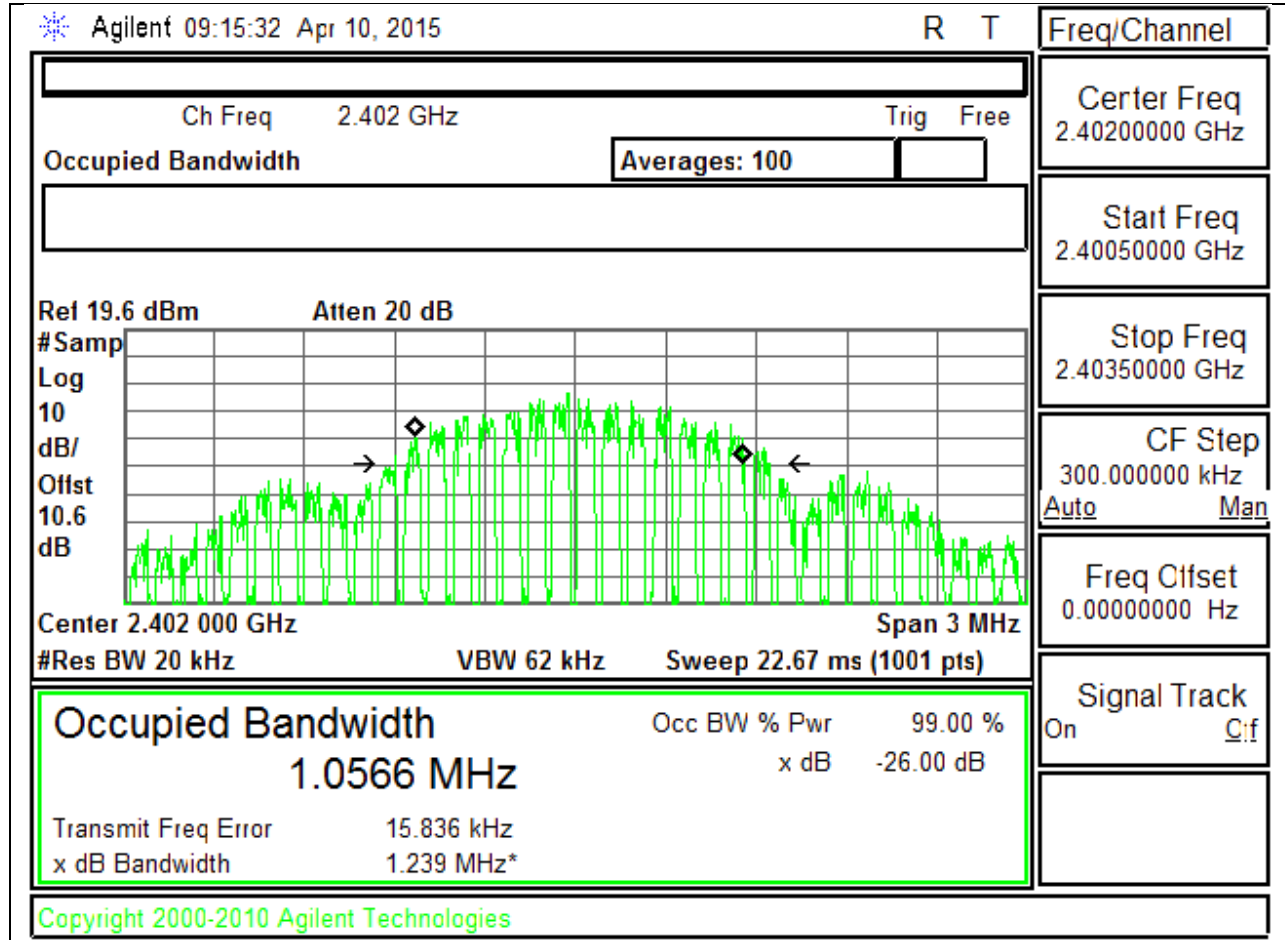 Agilent 09:15:32 Apr 10, 2015 R T
Ch Freq 2.402 GHz Trig Free
Occupied Bandwidth Averages: 100
Ref 19.6 dBm Atten 20 dB
#Samp
Log
10
dB/
Offst
10.6
dB
Center 2.402 000 GHz Span 3 MHz
#Res BW 20 kHz VBW 62 kHz Sweep 22.67 ms (1001 pts)
Occupied Bandwidth Occ BW % Pwr 99.00 %
1.0566 MHz x dB -26.00 dB
Transmit Freq Error 15.836 kHz
x dB Bandwidth 1.239 MHz*
Copyright 2000-2010 Agilent Technologies
Freq/Channel
Center Freq
2.40200000 GHz
Start Freq
2.40050000 GHz
Stop Freq
2.40350000 GHz
CF Step
300.000000 kHz
Auto Man
Freq Offset
0.00000000 Hz
Signal Track
On Off